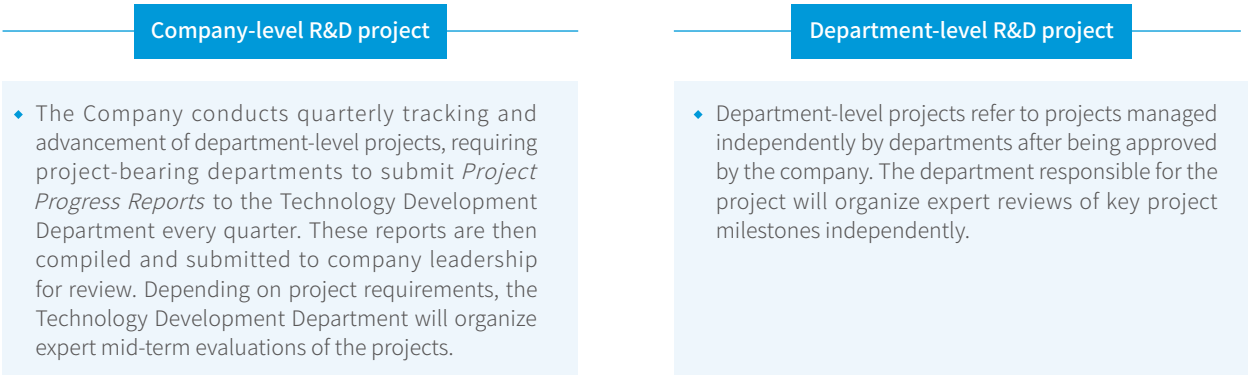 Company-level R&D project
The Company conducts quarterly tracking and
advancement of department-level projects, requiring
project-bearing departments to submit Project
Progress Reports to the Technology Development
Department every quarter. These reports are then
compiled and submitted to company leadership
for review. Depending on project requirements, the
Technology Development Department will organize
expert mid-term evaluations of the projects.
Department-level R&D project
Department-level projects refer to projects managed
independently by departments after being approved
by the company. The department responsible for the
project will organize expert reviews of key project
milestones independently.